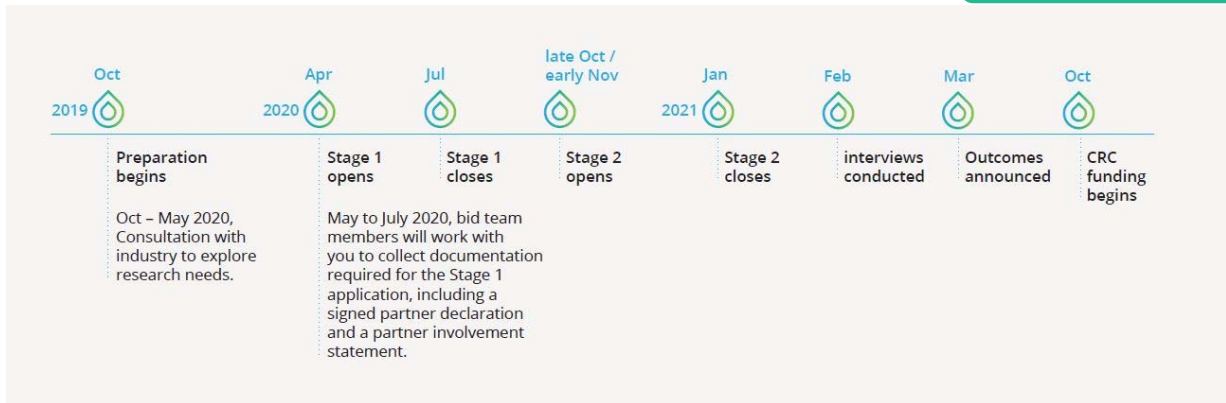 Oct
2019
Preparation
begins
Oct – May 2020,
Consultation with
industry to explore
research needs.
Apr
2020
Stage 1
opens
May to July 2020, bid team
members will work with
you to collect documentation
required for the Stage 1
application, including a
signed partner declaration
and a partner involvement
statement.
Jul
Stage 1
closes
late Oct /
early Nov
Stage 2
opens
Jan
2021
Stage 2
closes
Feb
interviews
conducted
Mar
Outcomes
announced
Oct
CRC
funding
begins